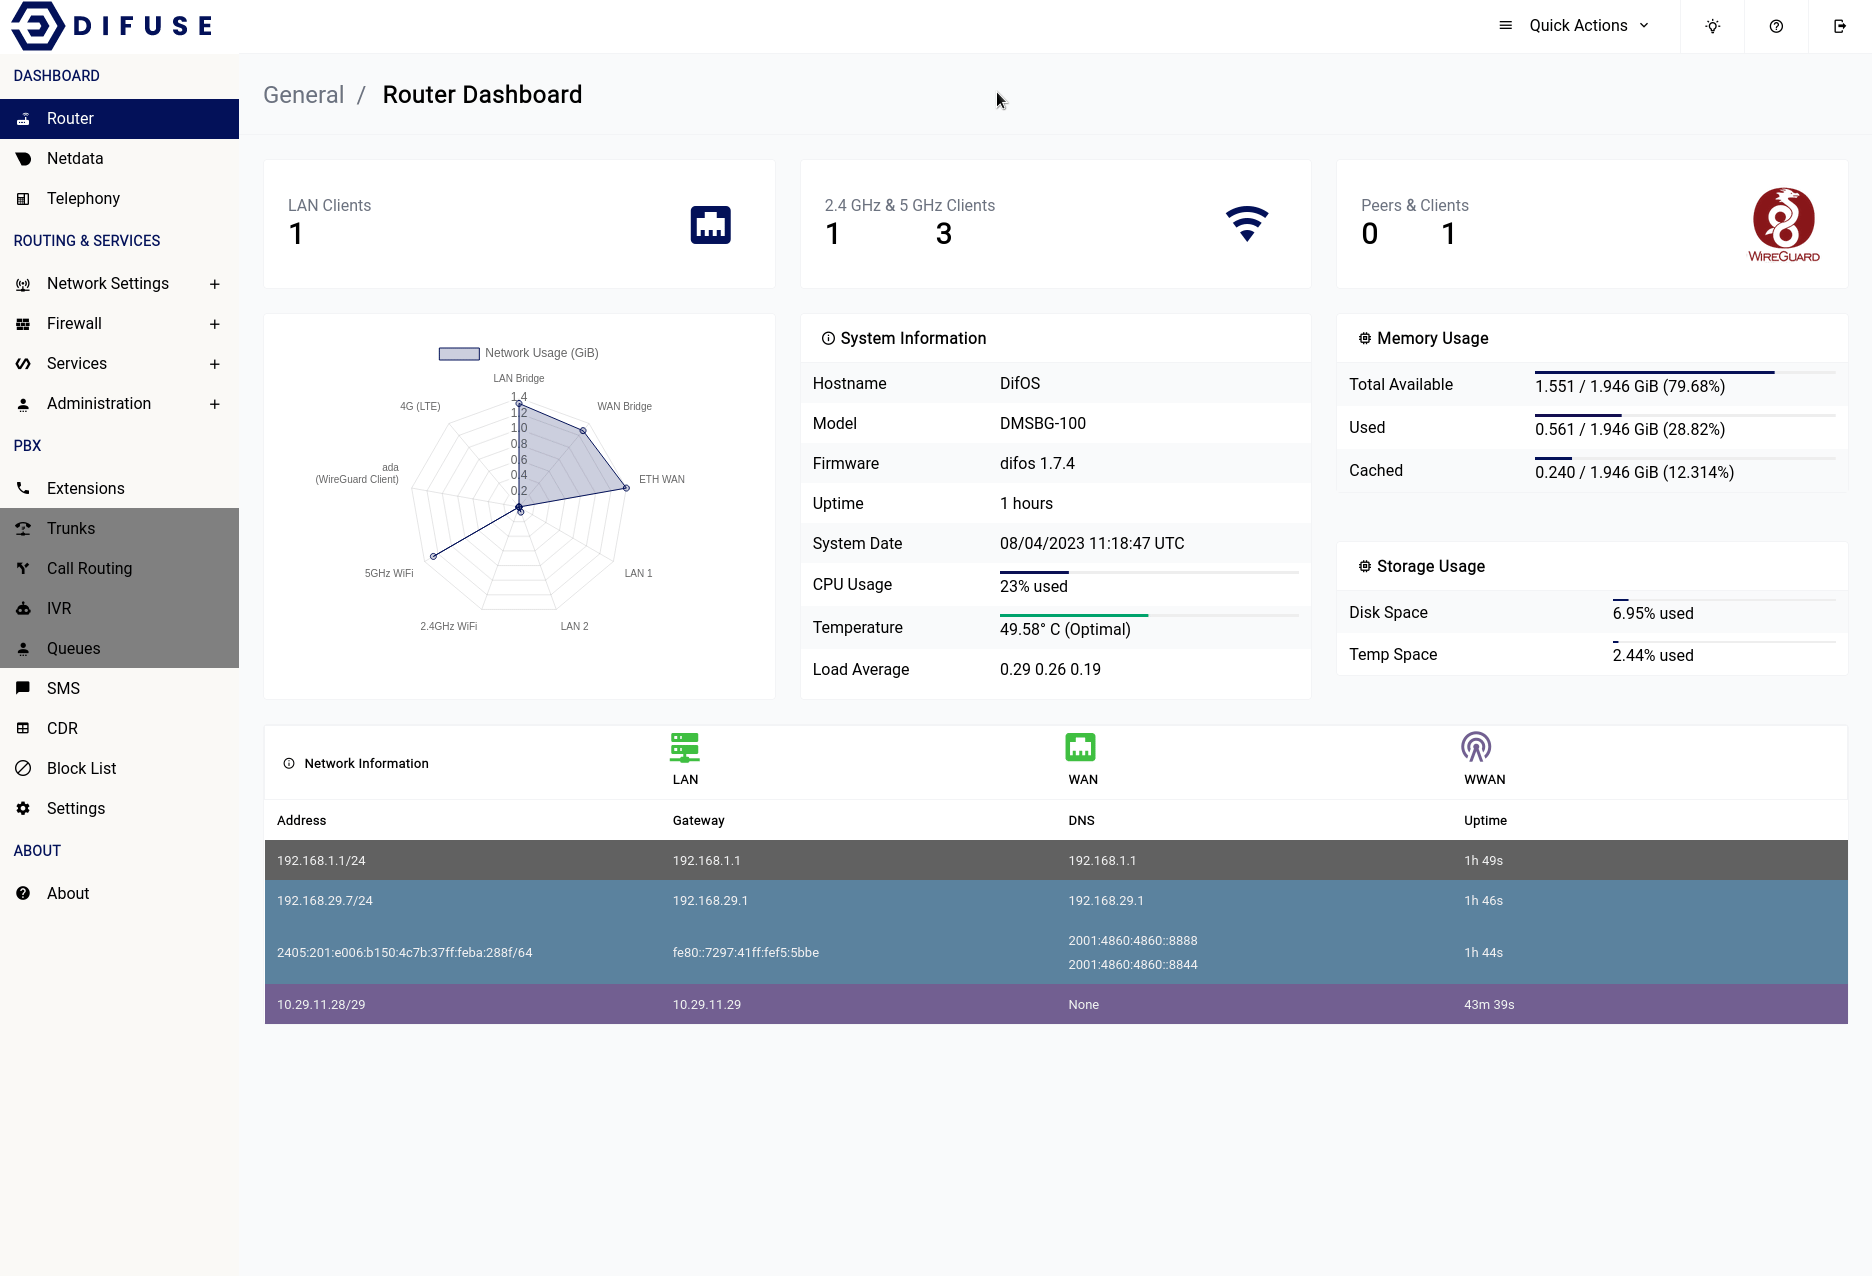 DIFUSE
Quick Actions
DASHBOARD
Router
Netdata
Telephony
ROUTING & SERVICES
Network Settings +
Firewall +
Services +
Administration +
PBX
Extensions
Trunks
Call Routing
IVR
Queues
SMS
CDR
Block List
Settings
ABOUT
About
General / Router Dashboard
LAN Clients
1
2.4 GHz & 5 GHz Clients
1 3
Peers & Clients
0 1
WIREGUARD
Network Usage (GiB)
LAN Bridge
WAN Bridge
ETH WAN
LAN 1
LAN 2
2.4GHz WiFi
5GHz WiFi
ada
(WireGuard Client)
4G (LTE)
1.4
1.2
1.0
0.8
0.6
0.4
0.2
System Information
Hostname DifOS
Model DMSBG-100
Firmware difos 1.7.4
Uptime 1 hours
System Date 08/04/2023 11:18:47 UTC
CPU Usage 23% used
Temperature 49.58° C (Optimal)
Load Average 0.29 0.26 0.19
Memory Usage
Total Available 1.551 / 1.946 GiB (79.68%)
Used 0.561 / 1.946 GiB (28.82%)
Cached 0.240 / 1.946 GiB (12.314%)
Storage Usage
Disk Space 6.95% used
Temp Space 2.44% used
Network Information LAN WAN WWAN
Address Gateway DNS Uptime
192.168.1.1/24 192.168.1.1 192.168.1.1 1h 49s
192.168.29.7/24 192.168.29.1 192.168.29.1 1h 46s
2405:201:e006:b150:4c7b:37ff:feba:288f/64 fe80::7297:41ff:fef5:5bbe 2001:4860:4860::8888 1h 44s
2001:4860:4860::8844
10.29.11.28/29 10.29.11.29 None 43m 39s